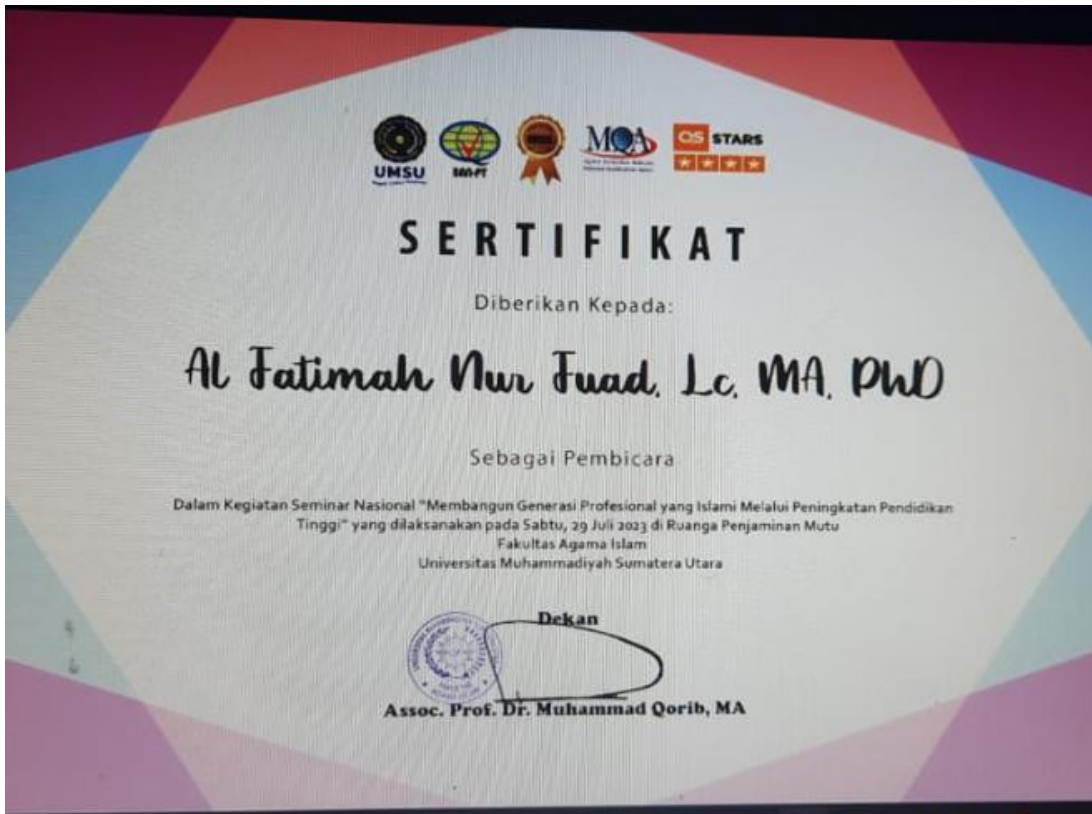 UMSU
BAN-PT
MQA
QS STARS
SERTIFIKAT
Diberikan Kepada:
Al Fatimah Nur Fuad, Lc, MA, PhD
Sebagai Pembicara
Dalam Kegiatan Seminar Nasional "Membangun Generasi Profesional yang Islami Melalui Peningkatan Pendidikan
Tinggi" yang dilaksanakan pada Sabtu, 29 Juli 2023 di Ruanga Penjaminan Mutu
Fakultas Agama Islam
Universitas Muhammadiyah Sumatera Utara
Dekan
Assoc. Prof. Dr. Muhammad Qorib, MA